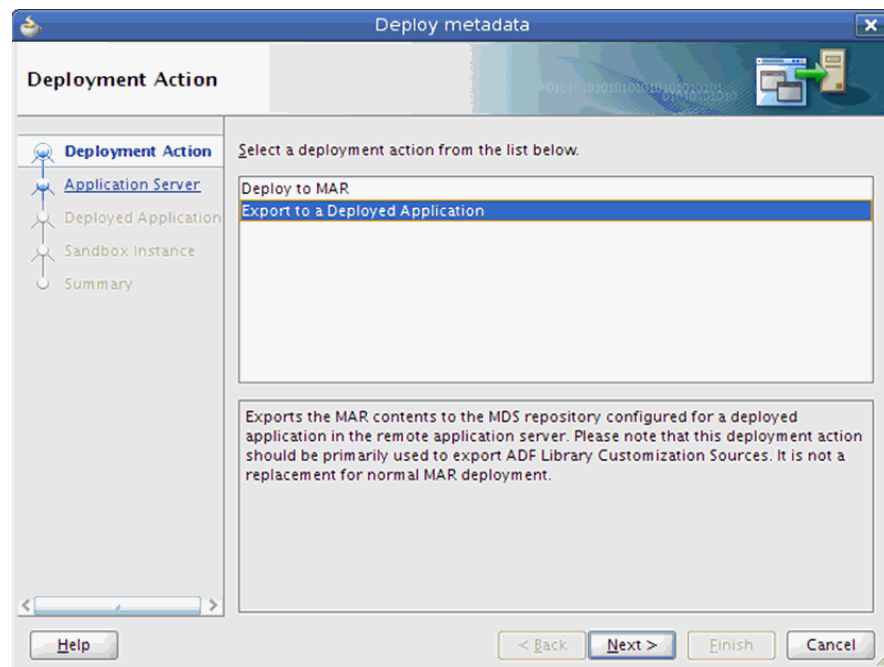 Deploy metadata
Deployment Action
Deployment Action
Application Server
Deployed Application
Sandbox Instance
Summary
Select a deployment action from the list below.
Deploy to MAR
Export to a Deployed Application
Exports the MAR contents to the MDS repository configured for a deployed
application in the remote application server. Please note that this deployment action
should be primarily used to export ADF Library Customization Sources. It is not a
replacement for normal MAR deployment.
Help
< Back
Next >
Finish
Cancel